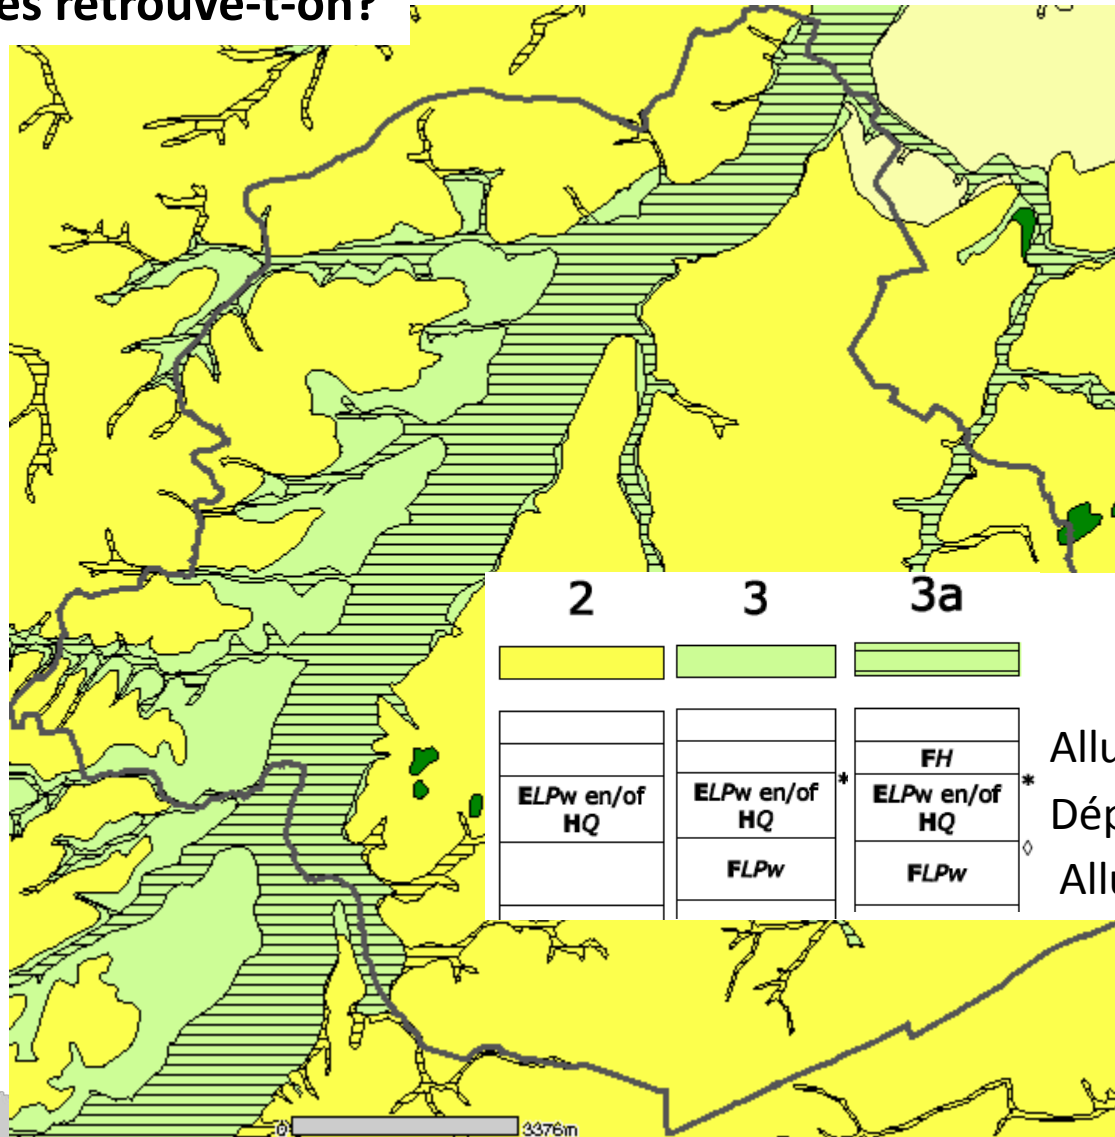 es retrouve-t-on?
2 3 3a
FH
ELPw en/of
HQ
ELPw en/of
HQ
*
ELPw en/of
HQ
*
◊
FLPw
FLPw
Allu
Dép
Allu
0 3376m